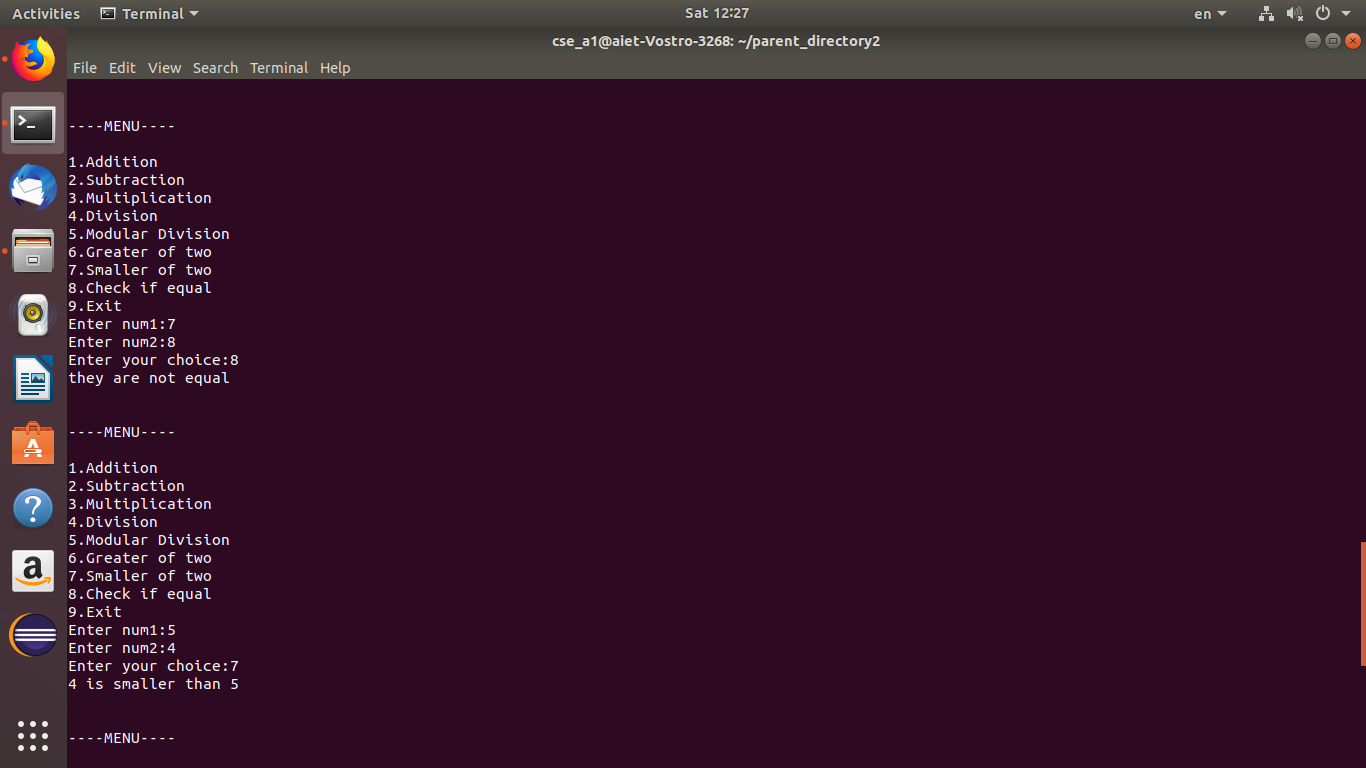 Activities Terminal Sat 12:27 en
cse_a1@aiet-Vostro-3268: ~/parent_directory2
File Edit View Search Terminal Help
----MENU----
1.Addition
2.Subtraction
3.Multiplication
4.Division
5.Modular Division
6.Greater of two
7.Smaller of two
8.Check if equal
9.Exit
Enter num1:7
Enter num2:8
Enter your choice:8
they are not equal
----MENU----
1.Addition
2.Subtraction
3.Multiplication
4.Division
5.Modular Division
6.Greater of two
7.Smaller of two
8.Check if equal
9.Exit
Enter num1:5
Enter num2:4
Enter your choice:7
4 is smaller than 5
----MENU----